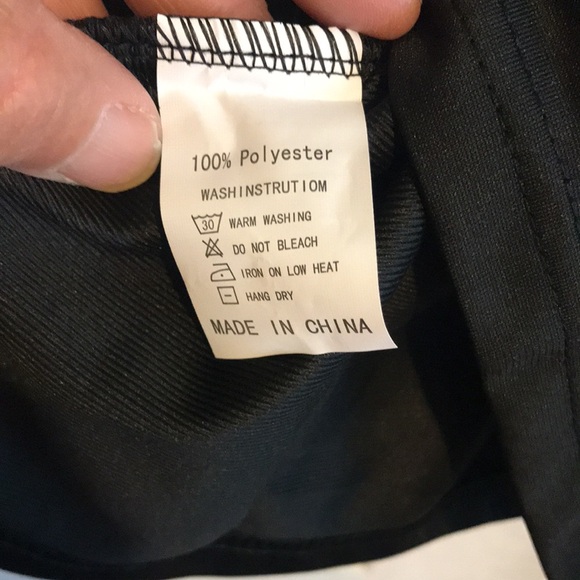 100% Polyester
WASHINSTRUTIOM
30 WARM WASHING
DO NOT BLEACH
IRON ON LOW HEAT
HANG DRY
MADE IN CHINA